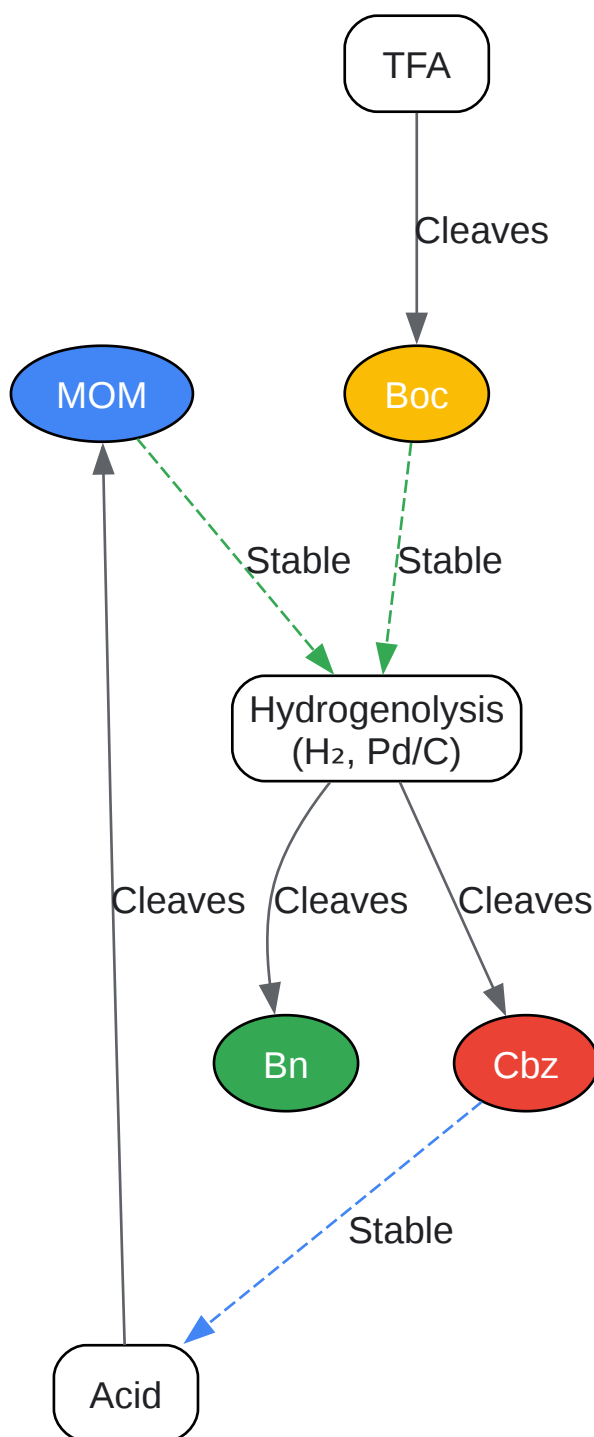 TFA
Cleaves
MOM
Boc
Stable
Stable
Hydrogenolysis
(H₂, Pd/C)
Cleaves
Cleaves
Cleaves
Bn
Cbz
Stable
Acid